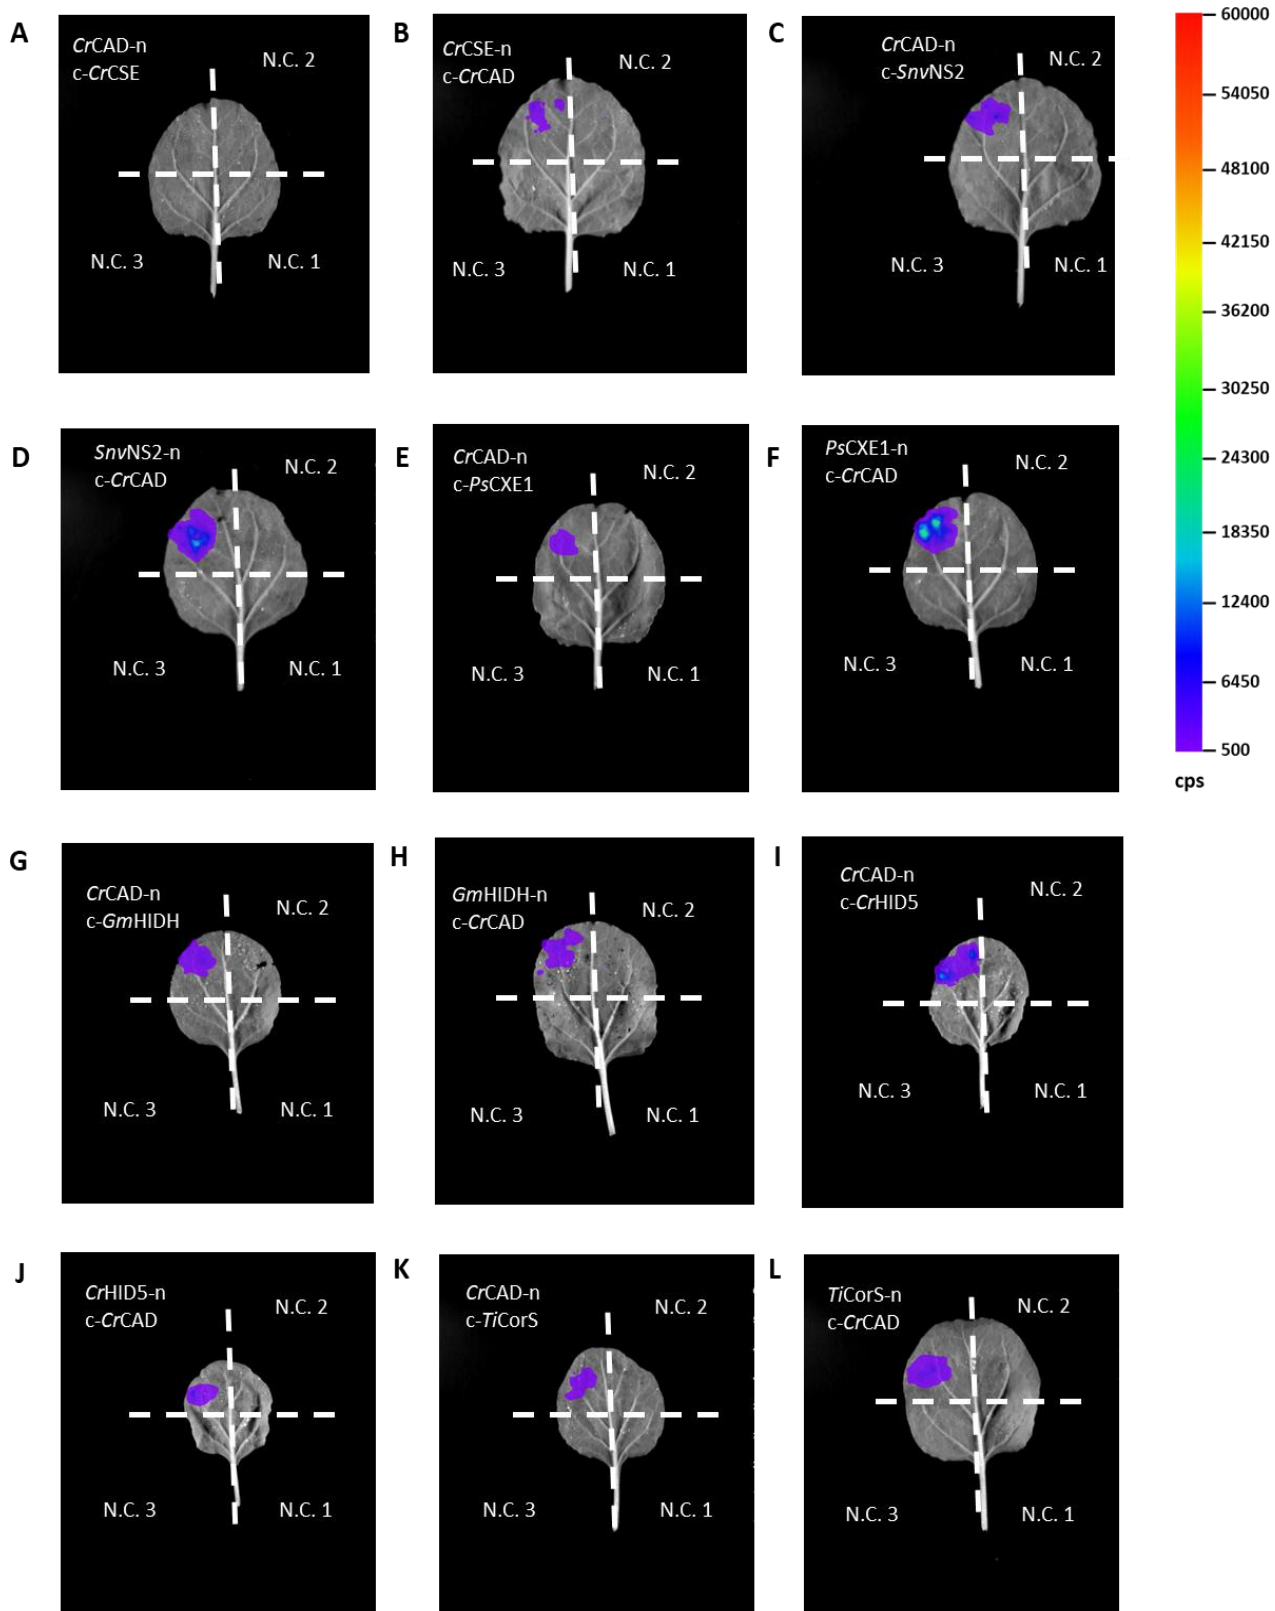 A
CrCAD-n
c-CrCSE
N.C. 2
N.C. 3
N.C. 1
B
CrCSE-n
c-CrCAD
N.C. 2
N.C. 3
N.C. 1
C
CrCAD-n
c-SnvNS2
N.C. 2
N.C. 3
N.C. 1
60000
54050
48100
42150
36200
30250
24300
18350
12400
6450
500
cps
D
SnvNS2-n
c-CrCAD
N.C. 2
N.C. 3
N.C. 1
E
CrCAD-n
c-PsCXE1
N.C. 2
N.C. 3
N.C. 1
F
PsCXE1-n
c-CrCAD
N.C. 2
N.C. 3
N.C. 1
G
CrCAD-n
c-GmHIDH
N.C. 2
N.C. 3
N.C. 1
H
GmHIDH-n
c-CrCAD
N.C. 2
N.C. 3
N.C. 1
I
CrCAD-n
c-CrHID5
N.C. 2
N.C. 3
N.C. 1
J
CrHID5-n
c-CrCAD
N.C. 2
N.C. 3
N.C. 1
K
CrCAD-n
c-TiCorS
N.C. 2
N.C. 3
N.C. 1
L
TiCorS-n
c-CrCAD
N.C. 2
N.C. 3
N.C. 1